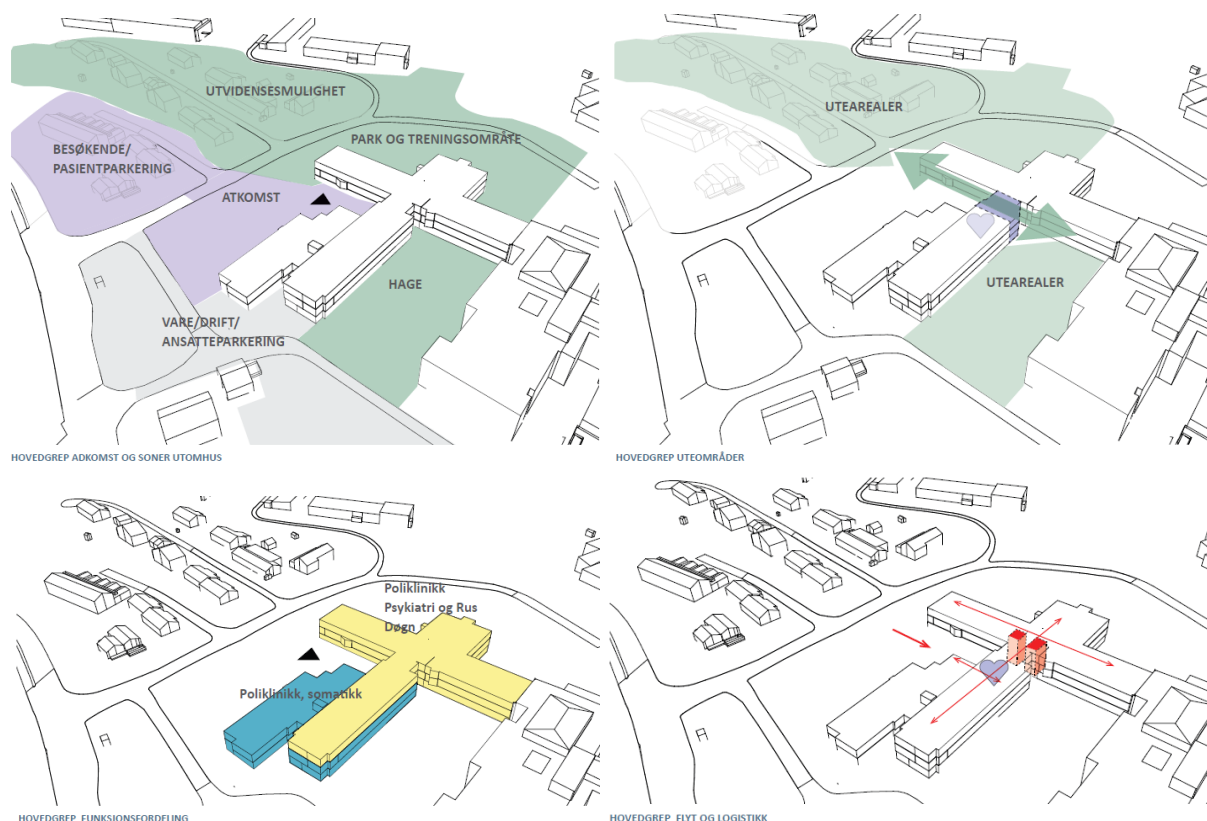 UTVIDENSESMULIGHET
PARK OG TRENINGSOMRÅTE
BESØKENDE/
PASIENTPARKERING
ATKOMST
HAGE
VARE/DRIFT/
ANSATTEPARKERING
HOVEDGREP ADKOMST OG SONER UTOMHUS
UTEAREALER
UTEAREALER
HOVEDGREP UTEOMRÅDER
Poliklinikk
Psykiatri og Rus
Døgn
Poliklinikk, somatikk
HOVEDGREP FUNKSJONSFORDELING
HOVEDGREP FLYT OG LOGISTIKK